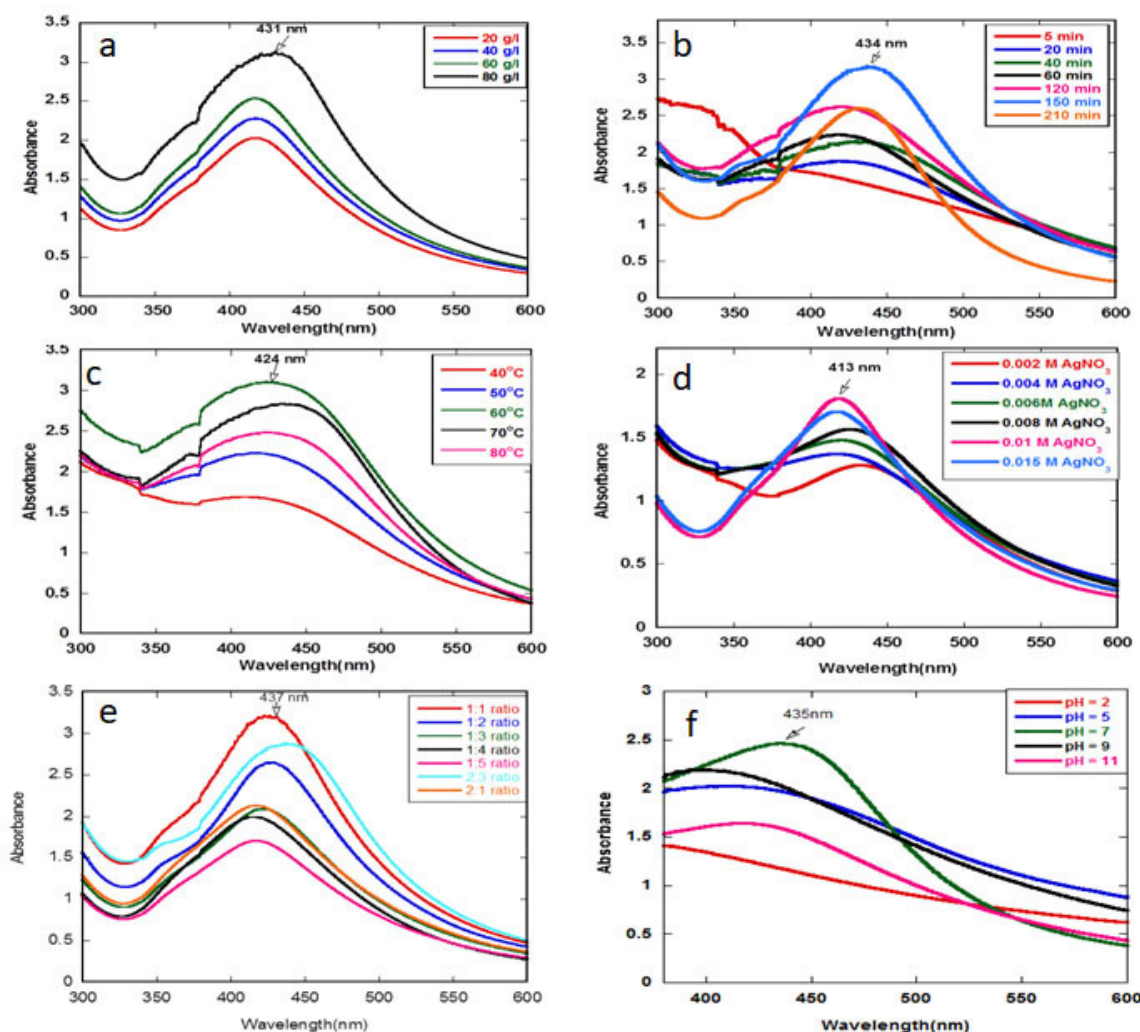 a
431 nm
20 g/l
40 g/l
60 g/l
80 g/l
3.5
3
2.5
2
1.5
1
0.5
0
Absorbance
300 350 400 450 500 550 600
Wavelength(nm)
b
434 nm
5 min
20 min
40 min
60 min
120 min
150 min
210 min
3.5
3
2.5
2
1.5
1
0.5
0
Absorbance
300 350 400 450 500 550 600
Wavelength(nm)
c
424 nm
40°C
50°C
60°C
70°C
80°C
3.5
3
2.5
2
1.5
1
0.5
0
Absorbance
300 350 400 450 500 550 600
Wavelength(nm)
d
413 nm
0.002 M AgNO3
0.004 M AgNO3
0.006M AgNO3
0.008 M AgNO3
0.01 M AgNO3
0.015 M AgNO3
2
1.5
1
0.5
0
Absorbance
300 350 400 450 500 550 600
Wavelength(nm)
e
437 nm
1:1 ratio
1:2 ratio
1:3 ratio
1:4 ratio
1:5 ratio
2:3 ratio
2:1 ratio
3.5
3
2.5
2
1.5
1
0.5
0
Absorbance
300 350 400 450 500 550 600
Wavelength(nm)
f
435nm
pH = 2
pH = 5
pH = 7
pH = 9
pH = 11
3
2.5
2
1.5
1
0.5
0
Absorbance
400 450 500 550 600
Wavelength(nm)